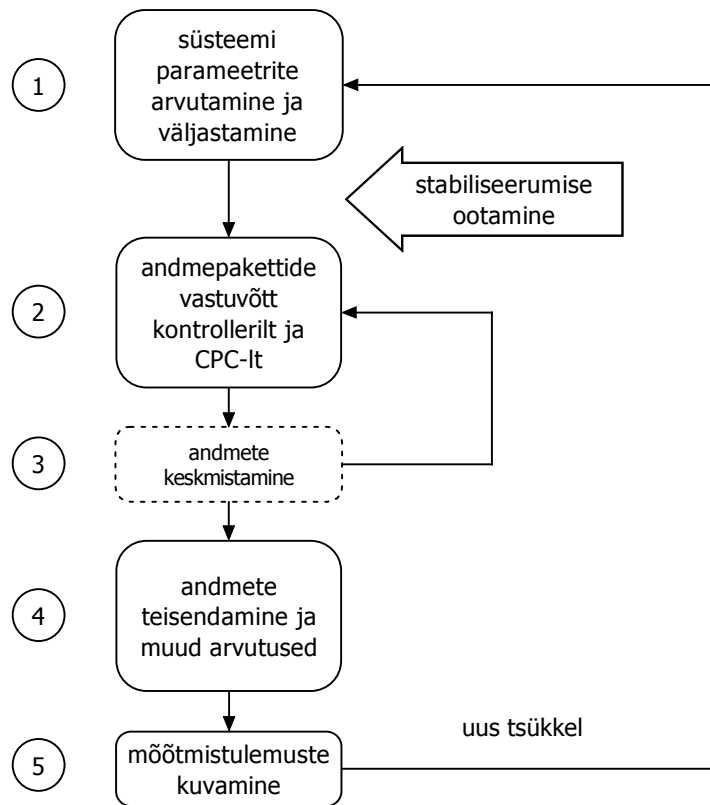 1
süsteemi
parameetrite
arvutamine ja
väljastamine
stabiliseerumise
ootamine
2
andmepakettide
vastuvõtt
kontrollerilt ja
CPC-lt
3
andmete
keskmistamine
4
andmete
teisendamine ja
muud arvutused
uus tsükkel
5
mõõtmistulemuste
kuvamine